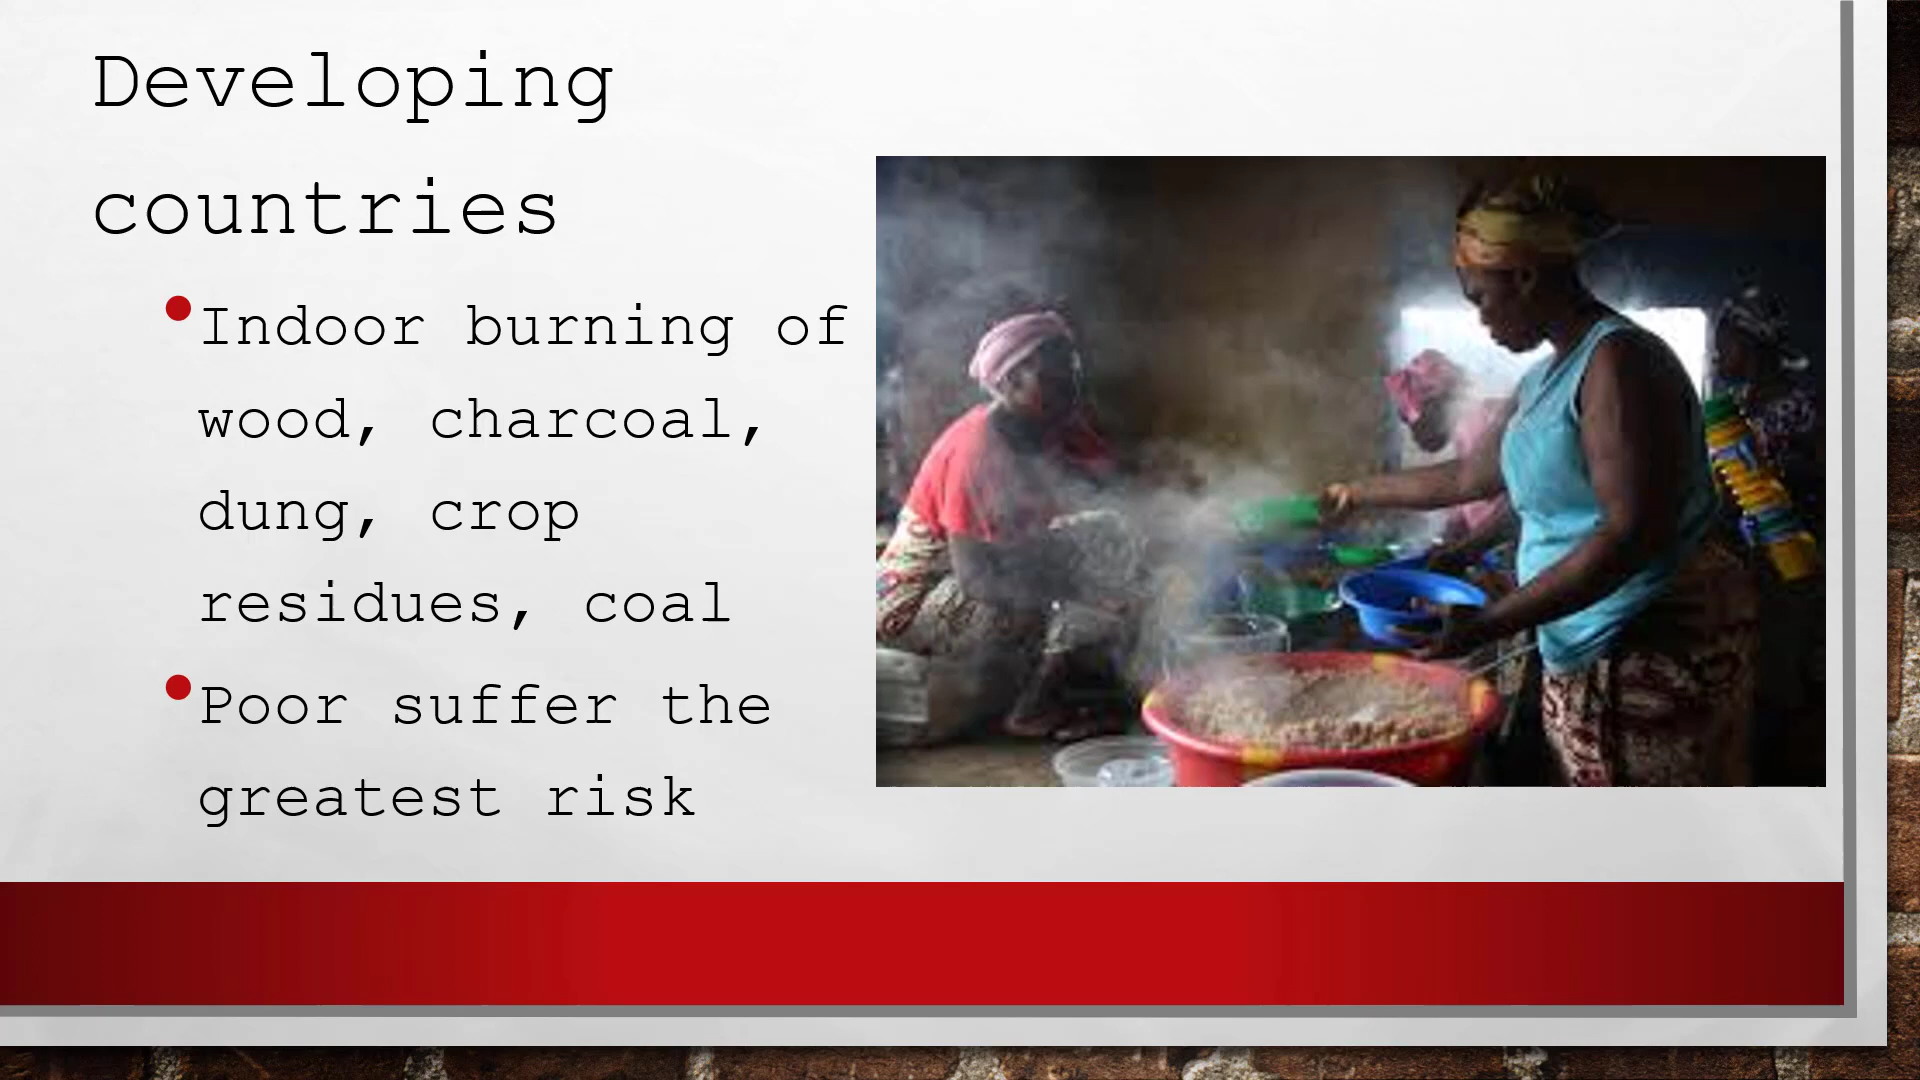 Developing
countries
•Indoor burning of
wood, charcoal,
dung, crop
residues, coal
•Poor suffer the
greatest risk